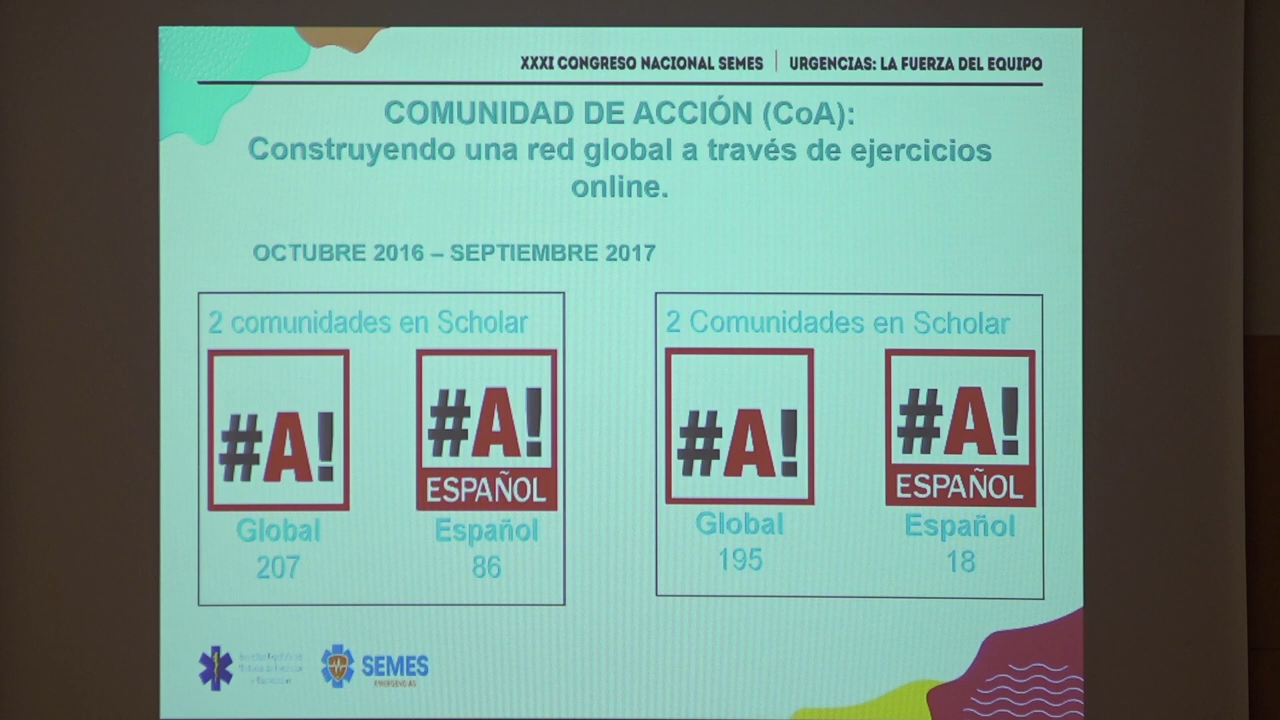 XXXI CONGRESO NACIONAL SEMES | URGENCIAS: LA FUERZA DEL EQUIPO
COMUNIDAD DE ACCIÓN (CoA):
Construyendo una red global a través de ejercicios
online.
OCTUBRE 2016 – SEPTIEMBRE 2017
2 comunidades en Scholar
#A!
#A!
ESPAÑOL
Global
Español
207
86
2 Comunidades en Scholar
#A!
#A!
ESPAÑOL
Global
Español
195
18
SEMES
EMERGENCIAS